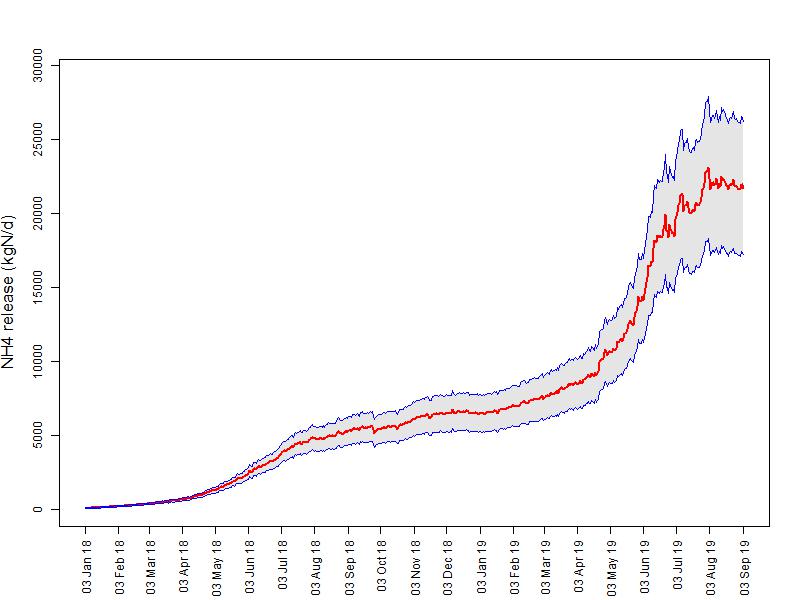 NH4 release (kgN/d)
30000
25000
20000
15000
10000
5000
0
03 Jan 18
03 Feb 18
03 Mar 18
03 Apr 18
03 May 18
03 Jun 18
03 Jul 18
03 Aug 18
03 Sep 18
03 Oct 18
03 Nov 18
03 Dec 18
03 Jan 19
03 Feb 19
03 Mar 19
03 Apr 19
03 May 19
03 Jun 19
03 Jul 19
03 Aug 19
03 Sep 19